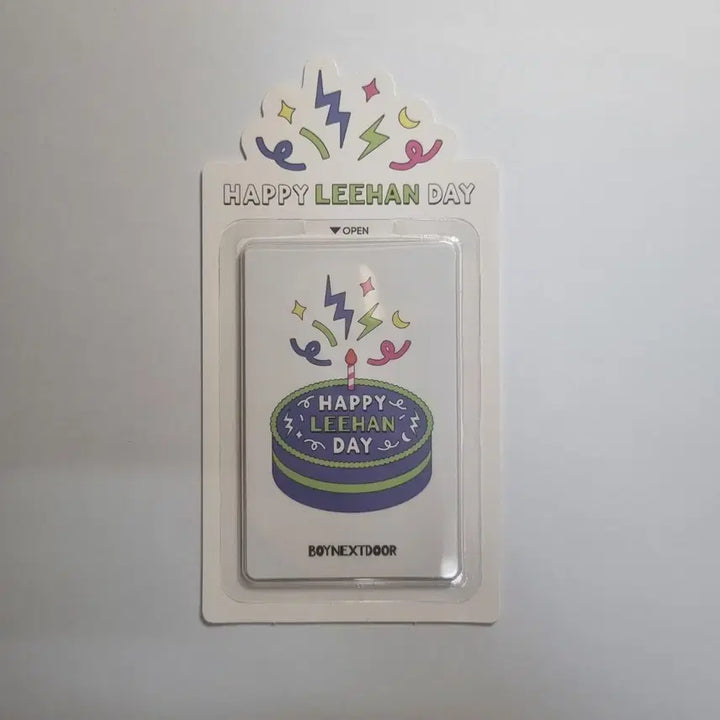 HAPPY LEEHAN DAY
▼ OPEN
HAPPY
LEEHAN
DAY
BOYNEXTDOOR